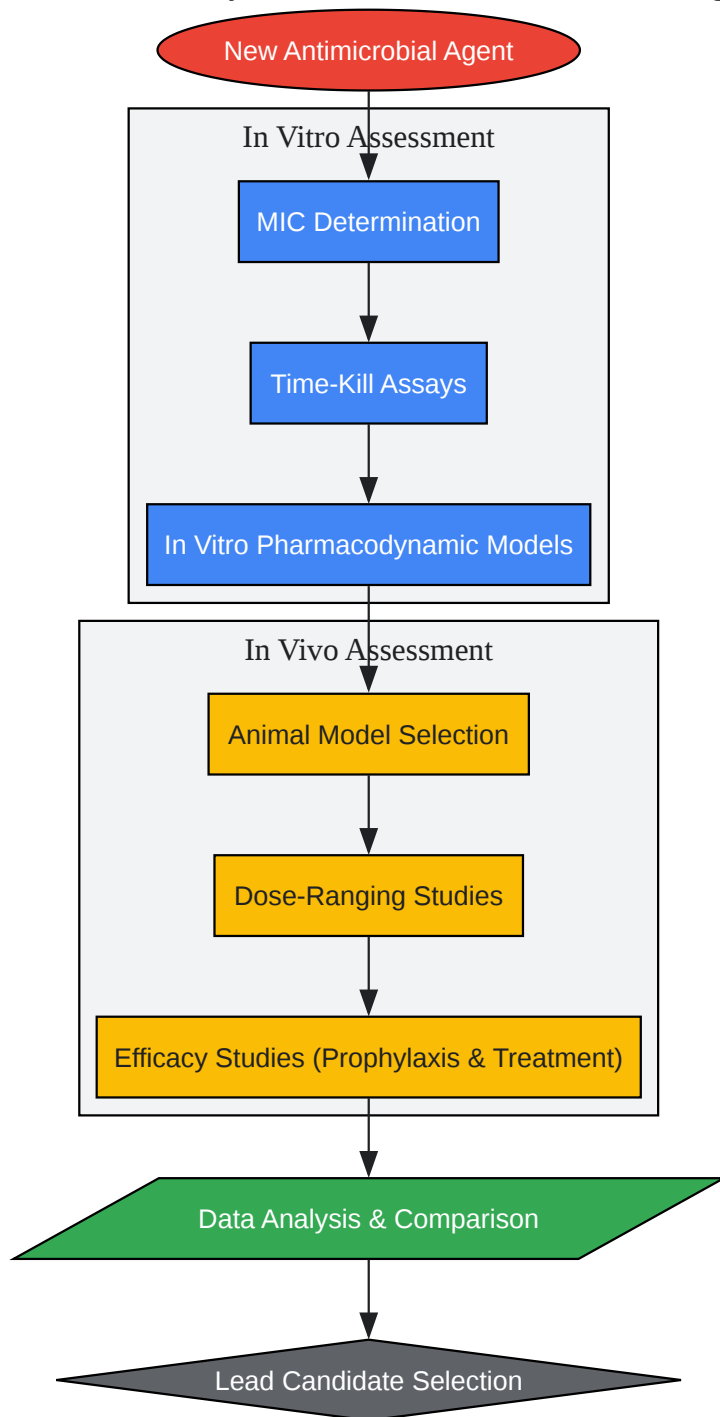 New Antimicrobial Agent
In Vitro Assessment
MIC Determination
Time-Kill Assays
In Vitro Pharmacodynamic Models
In Vivo Assessment
Animal Model Selection
Dose-Ranging Studies
Efficacy Studies (Prophylaxis & Treatment)
Data Analysis & Comparison
Lead Candidate Selection